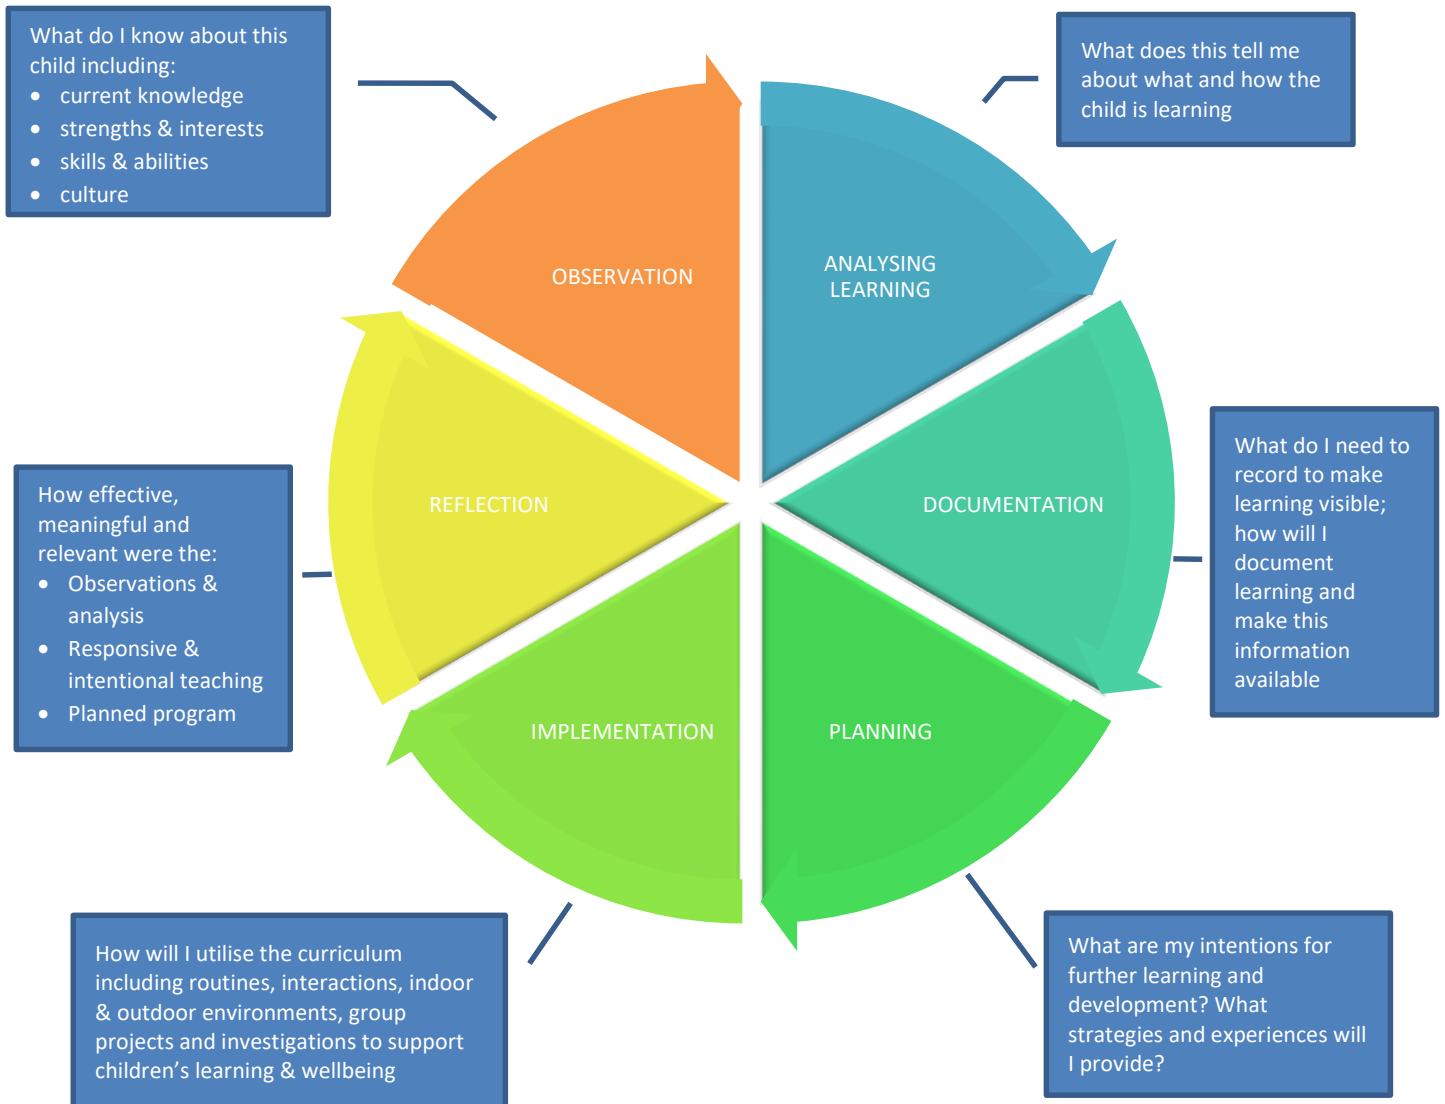 What do I know about this
child including:
• current knowledge
• strengths & interests
• skills & abilities
• culture
What does this tell me
about what and how the
child is learning
OBSERVATION
ANALYSING
LEARNING
How effective,
meaningful and
relevant were the:
• Observations &
analysis
• Responsive &
intentional teaching
• Planned program
REFLECTION
DOCUMENTATION
What do I need to
record to make
learning visible;
how will I
document
learning and
make this
information
available
IMPLEMENTATION
PLANNING
How will I utilise the curriculum
including routines, interactions, indoor
& outdoor environments, group
projects and investigations to support
children’s learning & wellbeing
What are my intentions for
further learning and
development? What
strategies and experiences will
I provide?